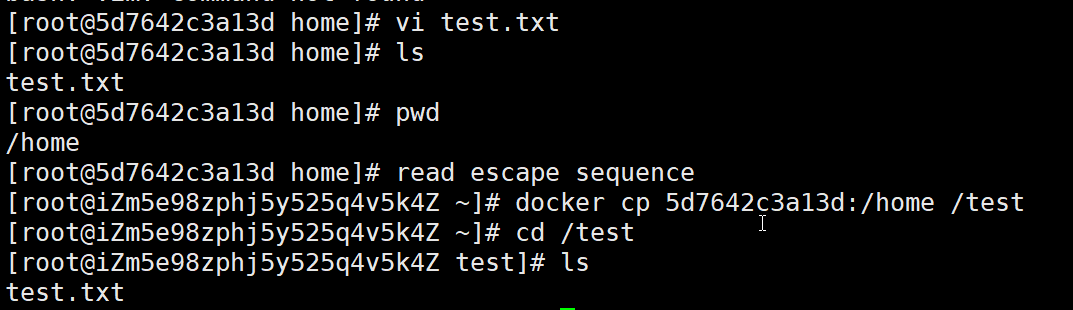 [root@5d7642c3a13d home]# vi test.txt
[root@5d7642c3a13d home]# ls
test.txt
[root@5d7642c3a13d home]# pwd
/home
[root@5d7642c3a13d home]# read escape sequence
[root@iZm5e98zphj5y525q4v5k4Z ~]# docker cp 5d7642c3a13d:/home /test
[root@iZm5e98zphj5y525q4v5k4Z ~]# cd /test
[root@iZm5e98zphj5y525q4v5k4Z test]# ls
test.txt